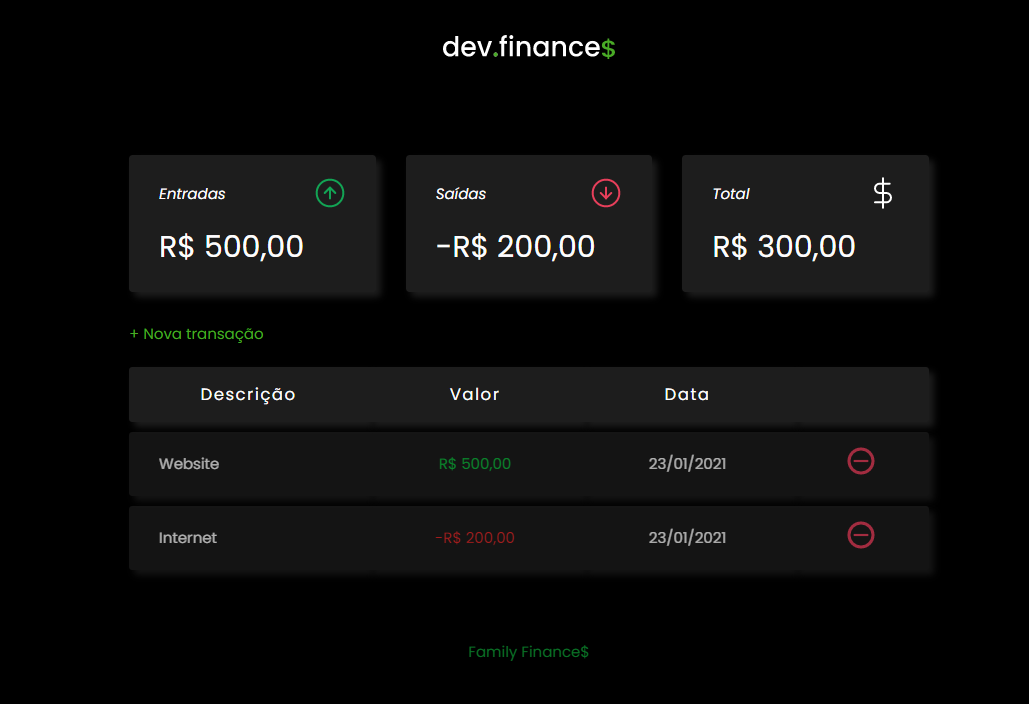 dev.finance$
Entradas
R$ 500,00
Saídas
-R$ 200,00
Total
$
R$ 300,00
+ Nova transação
Descrição Valor Data
Website R$ 500,00 23/01/2021
Internet -R$ 200,00 23/01/2021
Family Finance$